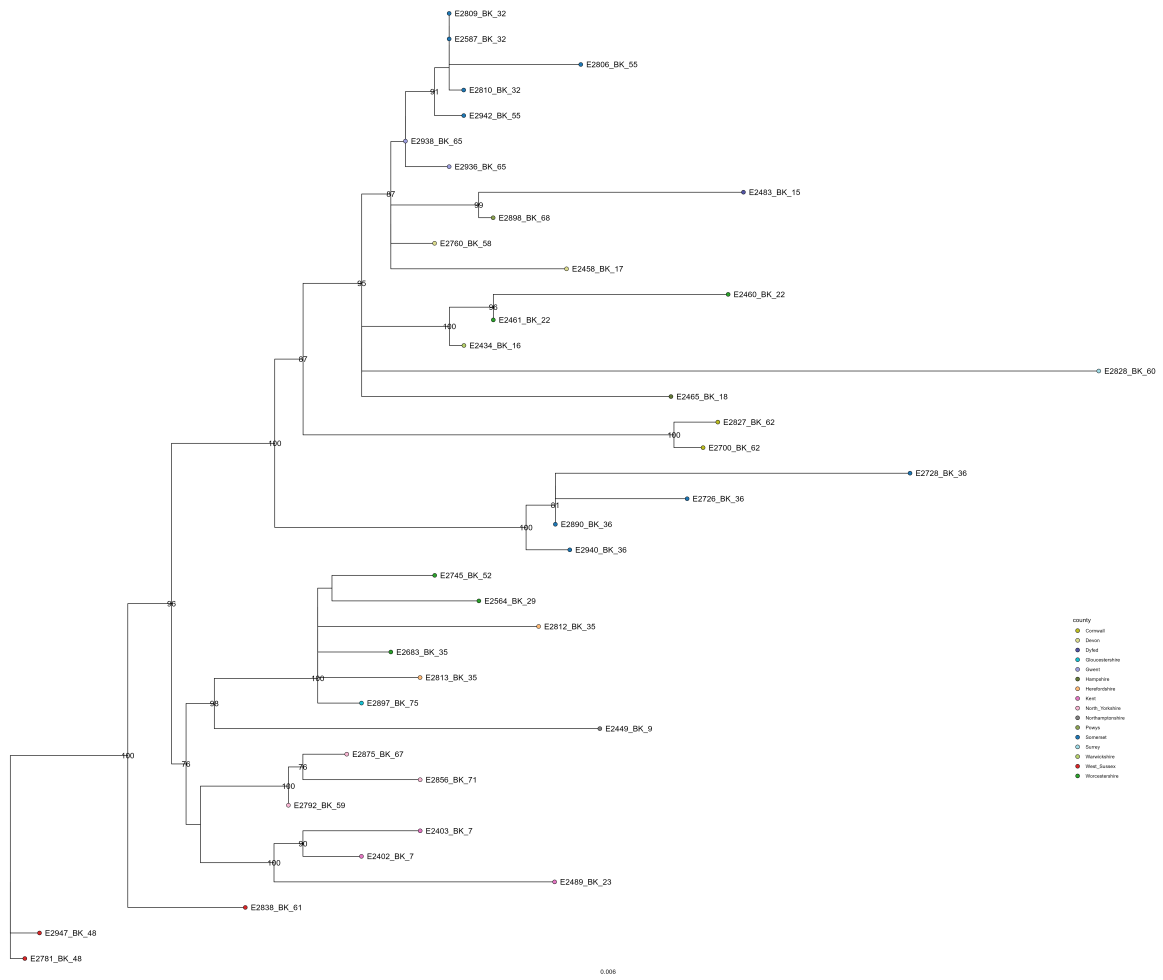 E2809_BK_32
E2587_BK_32
E2806_BK_55
E2810_BK_32
91
E2942_BK_55
E2938_BK_65
E2936_BK_65
87
E2483_BK_15
99
E2898_BK_68
E2760_BK_58
E2458_BK_17
95
E2460_BK_22
96
E2461_BK_22
100
E2434_BK_16
87
E2828_BK_60
E2465_BK_18
E2827_BK_62
100
100
E2700_BK_62
E2728_BK_36
E2726_BK_36
81
E2890_BK_36
100
E2940_BK_36
E2745_BK_52
96
E2564_BK_29
E2812_BK_35
E2683_BK_35
100
E2813_BK_35
98
E2897_BK_75
E2449_BK_9
100
E2875_BK_67
76
76
E2856_BK_71
100
E2792_BK_59
E2403_BK_7
90
E2402_BK_7
100
E2489_BK_23
E2838_BK_61
E2947_BK_48
E2781_BK_48
county
Cornwall
Devon
Dyfed
Gloucestershire
Gwent
Hampshire
Herefordshire
Kent
North_Yorkshire
Northamptonshire
Powys
Somerset
Surrey
Warwickshire
West_Sussex
Worcestershire
0.006